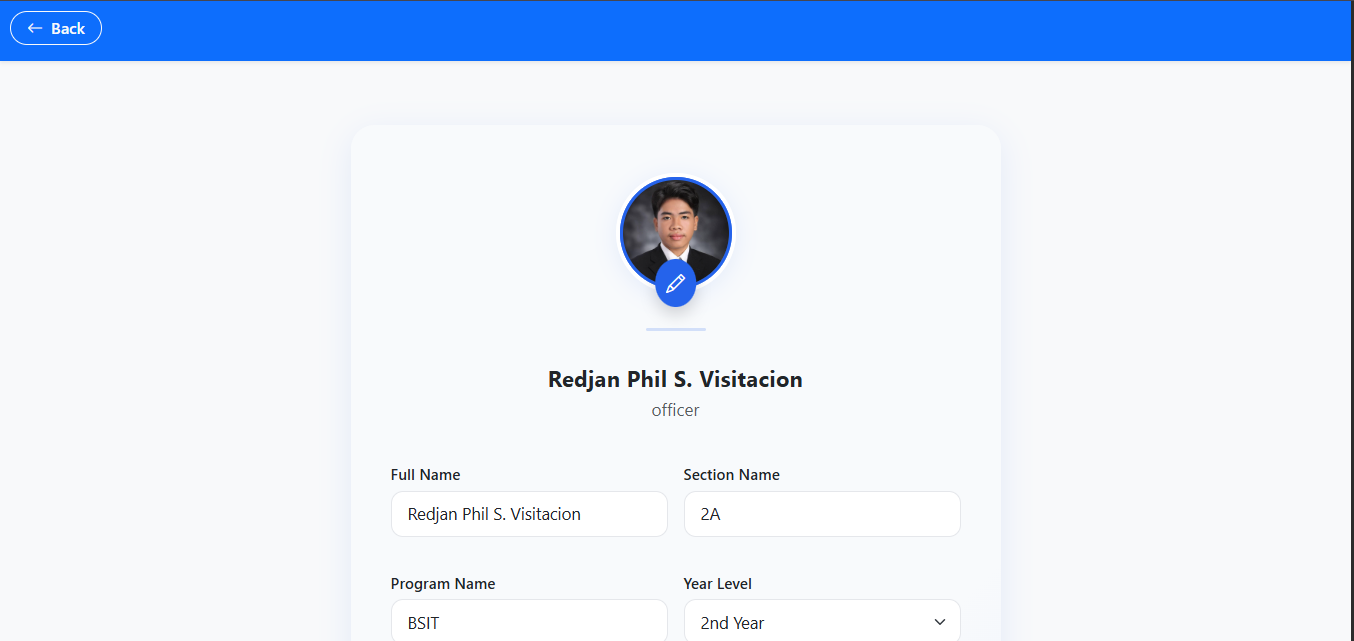 Back
Redjan Phil S. Visitacion
officer
Full Name
Section Name
Redjan Phil S. Visitacion
2A
Program Name
Year Level
BSIT
2nd Year